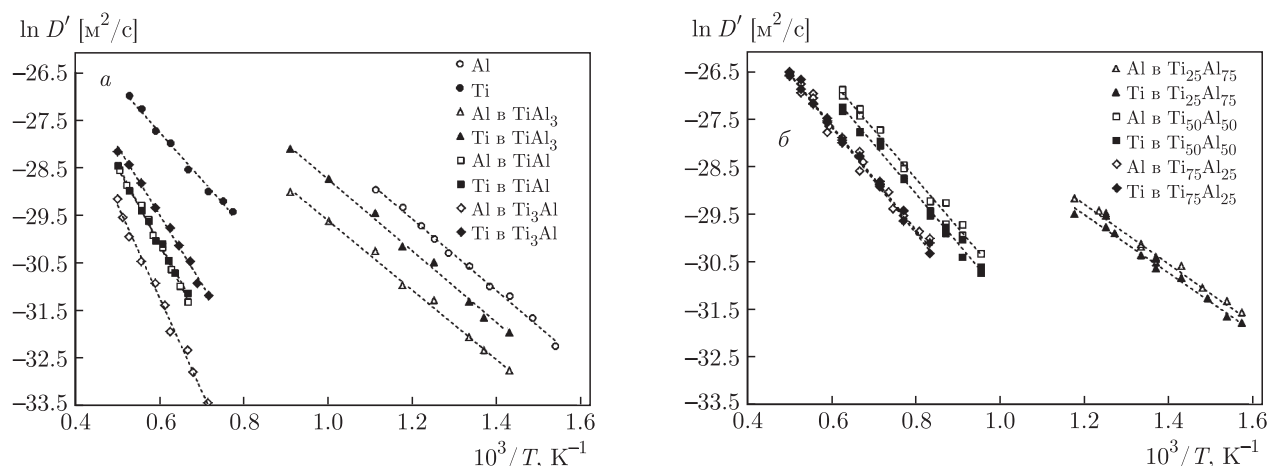 ln D′ [м²/с]
−26.5
−27.5
−28.5
−29.5
−30.5
−31.5
−32.5
−33.5
0.4
0.6
0.8
1.0
1.2
1.4
1.6
10³/T, K⁻¹
а
Al
Ti
Al в TiAl₃
Ti в TiAl₃
Al в TiAl
Ti в TiAl
Al в Ti₃Al
Ti в Ti₃Al
ln D′ [м²/с]
−26.5
−27.5
−28.5
−29.5
−30.5
−31.5
−32.5
−33.5
0.4
0.6
0.8
1.0
1.2
1.4
1.6
10³/T, K⁻¹
б
Al в Ti₂₅Al₇₅
Ti в Ti₂₅Al₇₅
Al в Ti₅₀Al₅₀
Ti в Ti₅₀Al₅₀
Al в Ti₇₅Al₂₅
Ti в Ti₇₅Al₂₅